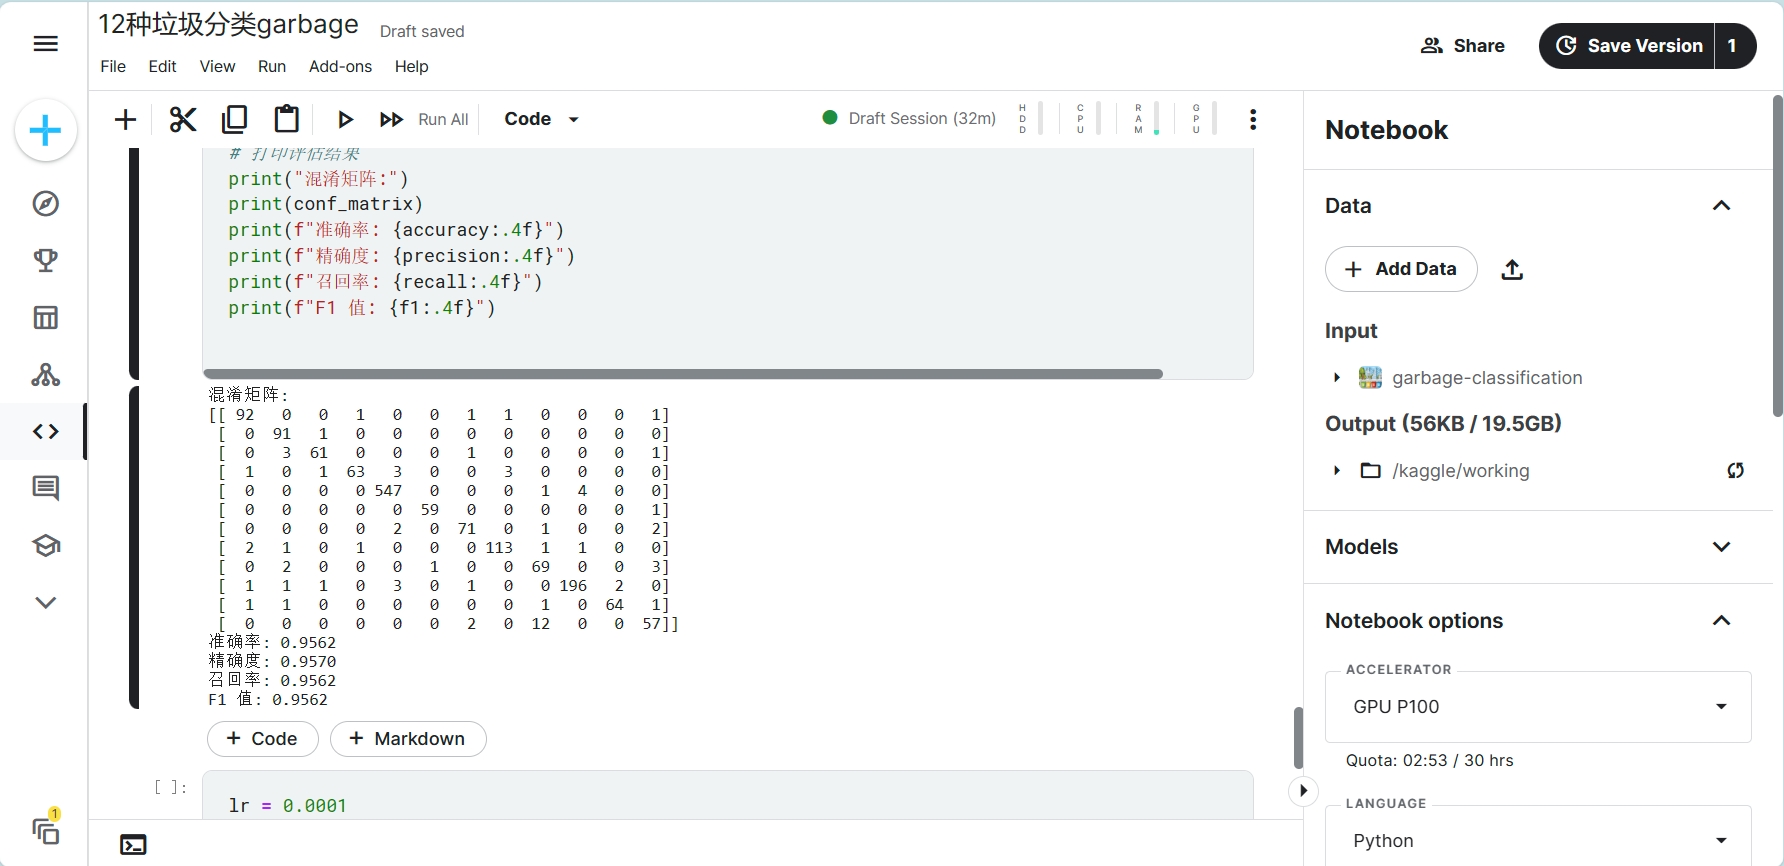 12种垃圾分类garbage Draft saved
File Edit View Run Add-ons Help
Share
Save Version 1
Run All
Code
Draft Session (32m)
HDD
CPU
RAM
GPU
# 打印评估结果
print("混淆矩阵:")
print(conf_matrix)
print(f"准确率: {accuracy:.4f}")
print(f"精确度: {precision:.4f}")
print(f"召回率: {recall:.4f}")
print(f"F1 值: {f1:.4f}")
混淆矩阵:
[[ 92 0 0 1 0 0 1 1 0 0 0 1]
[ 0 91 1 0 0 0 0 0 0 0 0 0]
[ 0 3 61 0 0 0 1 0 0 0 0 1]
[ 1 0 1 63 3 0 0 3 0 0 0 0]
[ 0 0 0 0 547 0 0 0 1 4 0 0]
[ 0 0 0 0 0 59 0 0 0 0 0 1]
[ 0 0 0 0 2 0 71 0 1 0 0 2]
[ 2 1 0 1 0 0 0 113 1 1 0 0]
[ 0 2 0 0 0 1 0 0 69 0 0 3]
[ 1 1 1 0 3 0 1 0 0 196 2 0]
[ 1 1 0 0 0 0 0 0 1 0 64 1]
[ 0 0 0 0 0 0 2 0 12 0 0 57]]
准确率: 0.9562
精确度: 0.9570
召回率: 0.9562
F1 值: 0.9562
+ Code + Markdown
[ ]:
lr = 0.0001
1
Notebook
Data
+ Add Data
Input
garbage-classification
Output (56KB / 19.5GB)
/kaggle/working
Models
Notebook options
ACCELERATOR
GPU P100
Quota: 02:53 / 30 hrs
LANGUAGE
Python